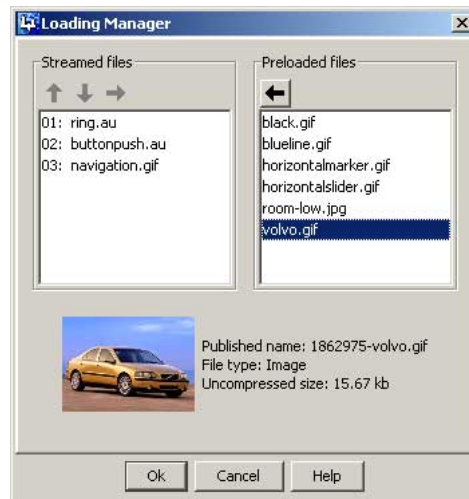 Loading Manager
Streamed files
01: ring.au
02: buttonpush.au
03: navigation.gif
Preloaded files
black.gif
blueline.gif
horizontalmarker.gif
horizontalslider.gif
room-low.jpg
volvo.gif
Published name: 1862975-volvo.gif
File type: Image
Uncompressed size: 15.67 kb
Ok Cancel Help